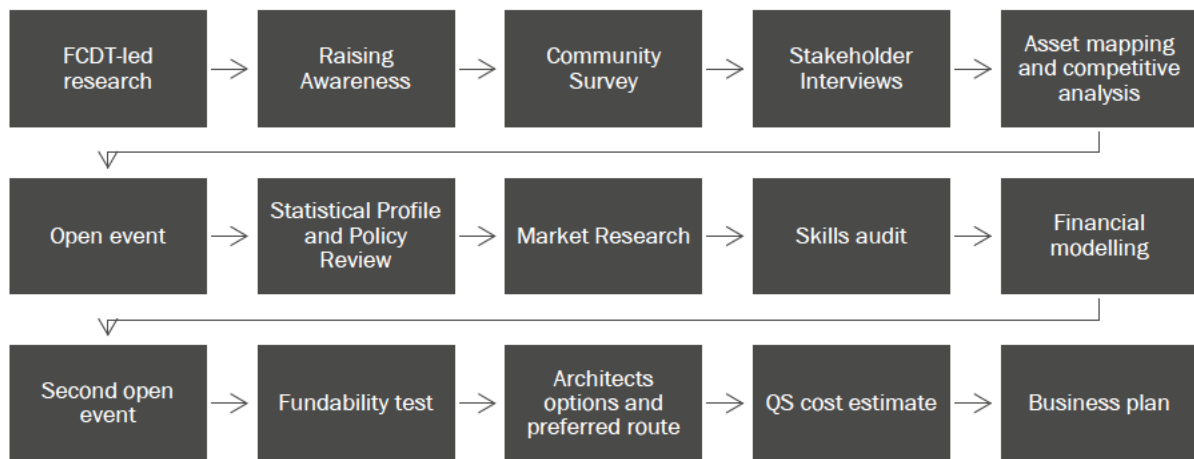 FCDT-led
research
Raising
Awareness
Community
Survey
Stakeholder
Interviews
Asset mapping
and competitive
analysis
Open event
Statistical Profile
and Policy
Review
Market Research
Skills audit
Financial
modelling
Second open
event
Fundability test
Architects
options and
preferred route
QS cost estimate
Business plan